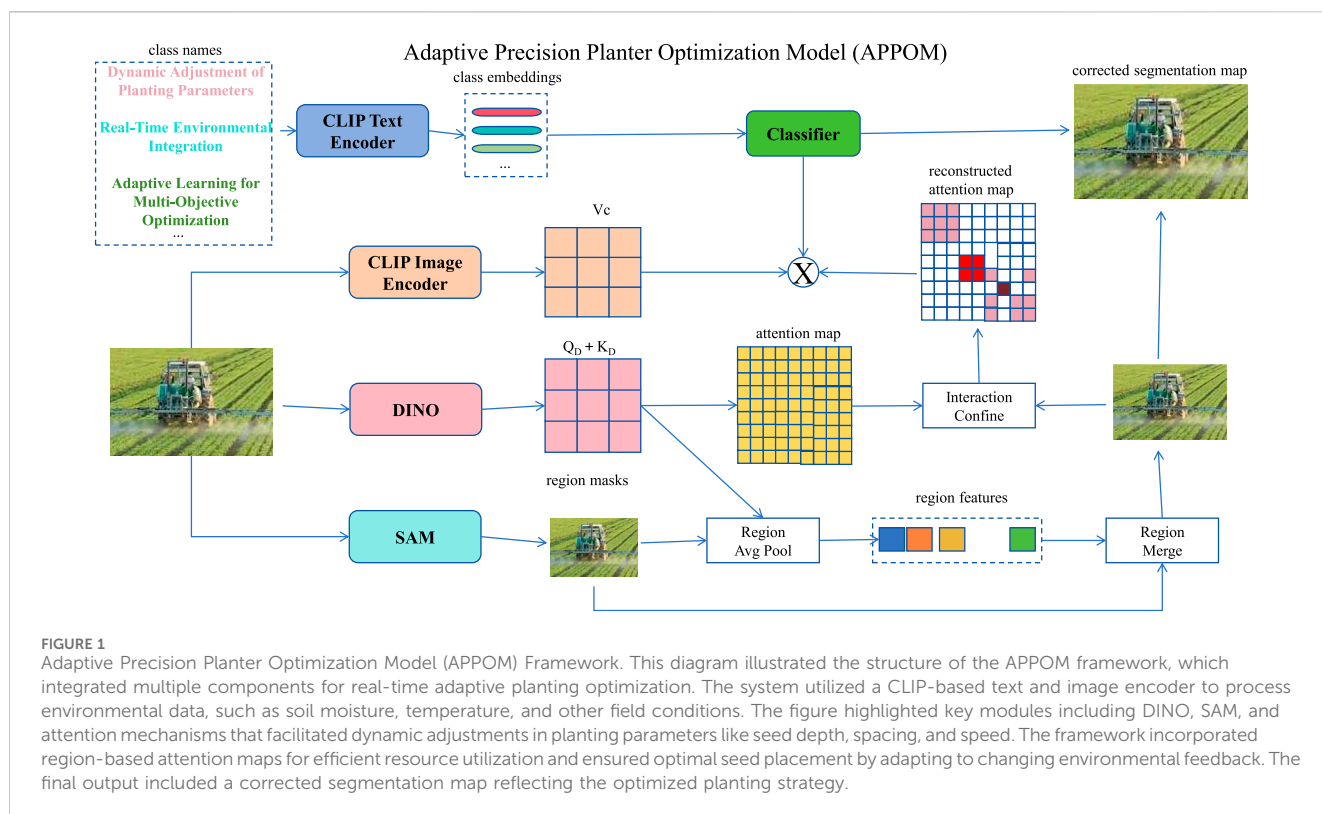 Adaptive Precision Planter Optimization Model (APPOM)
class names
Dynamic Adjustment of
Planting Parameters
Real-Time Environmental
Integration
Adaptive Learning for
Multi-Objective
Optimization
...
CLIP Text
Encoder
class embeddings
...
Classifier
corrected segmentation map
reconstructed
attention map
CLIP Image
Encoder
Vc
X
DINO
Q_D + K_D
attention map
Interaction
Confine
SAM
region masks
Region
Avg Pool
region features
Region
Merge
FIGURE 1
Adaptive Precision Planter Optimization Model (APPOM) Framework. This diagram illustrated the structure of the APPOM framework, which
integrated multiple components for real-time adaptive planting optimization. The system utilized a CLIP-based text and image encoder to process
environmental data, such as soil moisture, temperature, and other field conditions. The figure highlighted key modules including DINO, SAM, and
attention mechanisms that facilitated dynamic adjustments in planting parameters like seed depth, spacing, and speed. The framework incorporated
region-based attention maps for efficient resource utilization and ensured optimal seed placement by adapting to changing environmental feedback. The
final output included a corrected segmentation map reflecting the optimized planting strategy.